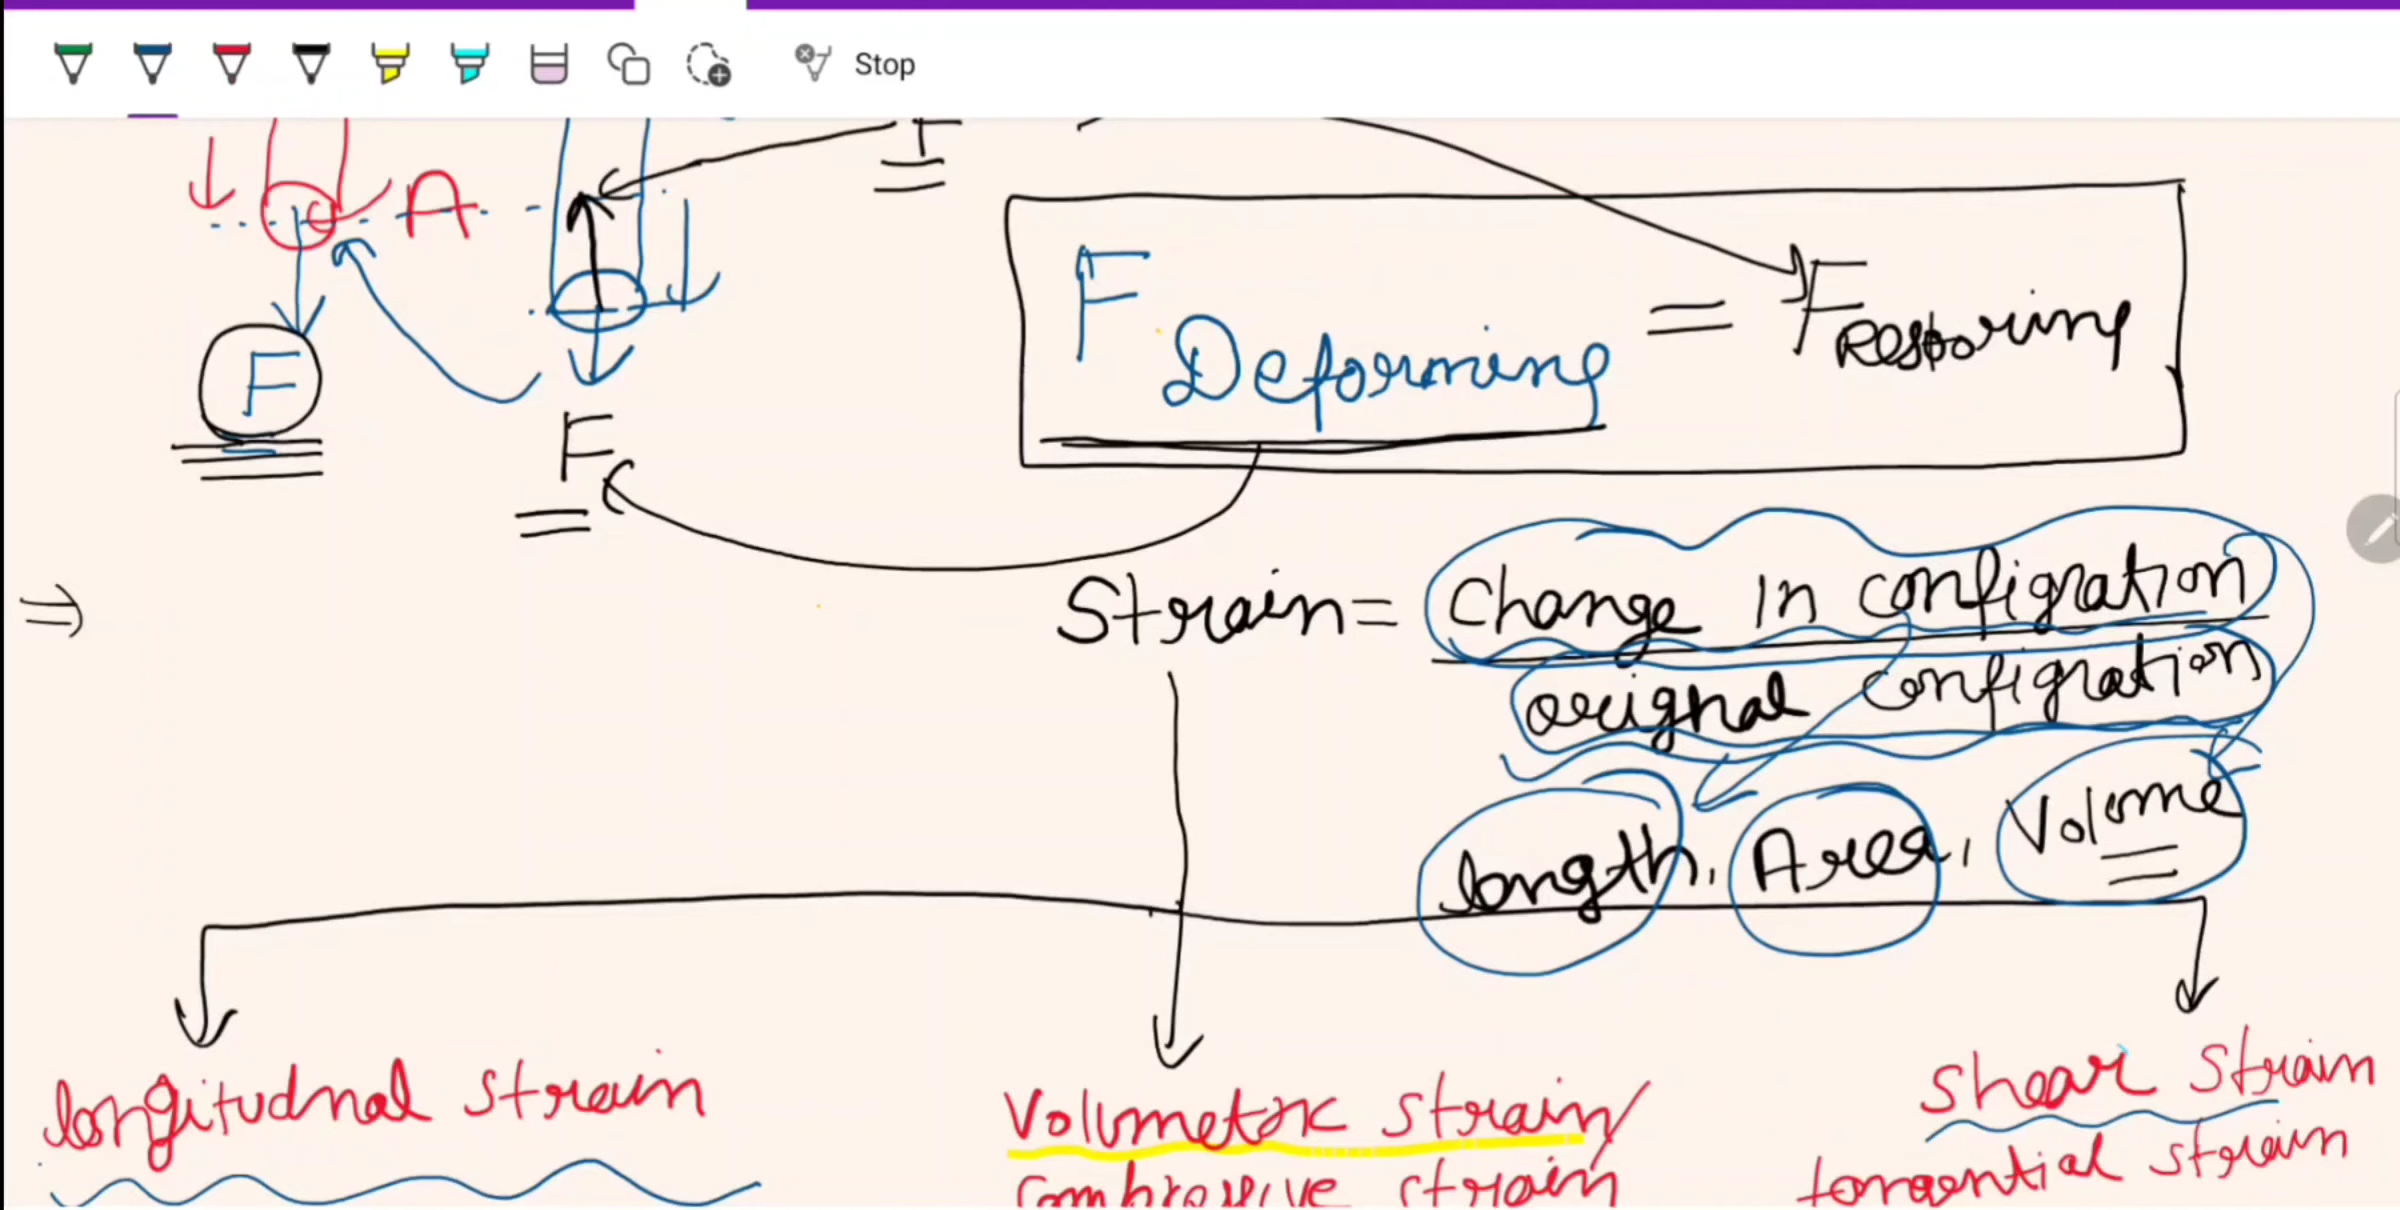 Stop
F
A
F
F
F Deforming = F Restoring
Strain = Change in configration
orignal configration
length, Area, Volume
longitudnal strain
Volumetric strain/
Compressive strain
Shear strain
tangential strain